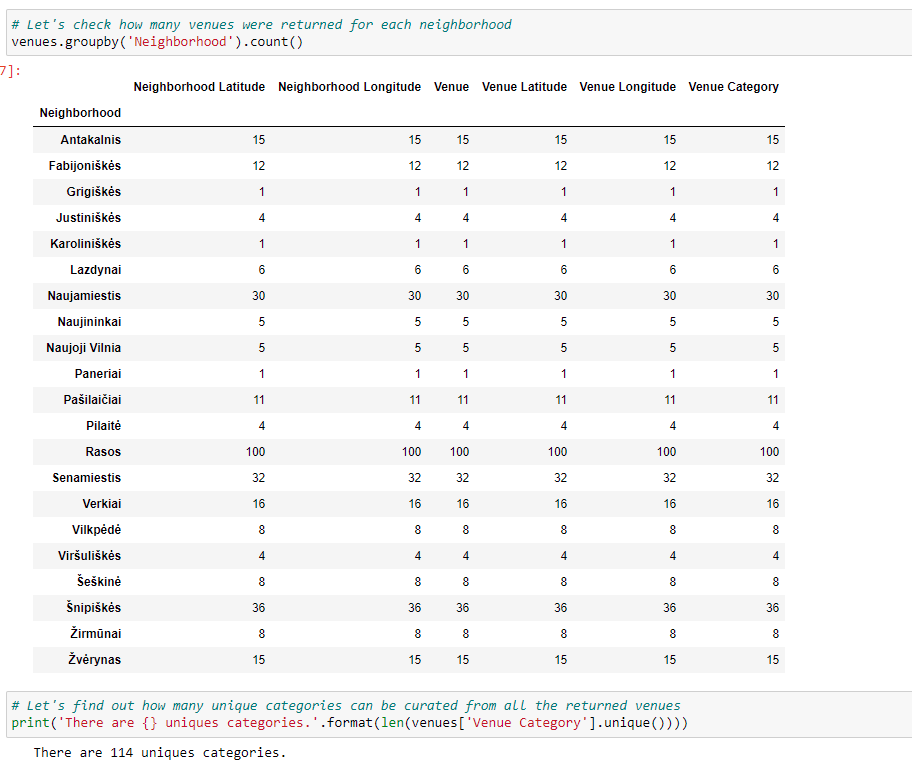 # Let's check how many venues were returned for each neighborhood
venues.groupby('Neighborhood').count()
7]:
Neighborhood Latitude Neighborhood Longitude Venue Venue Latitude Venue Longitude Venue Category
Neighborhood
Antakalnis 15 15 15 15 15 15
Fabijoniškės 12 12 12 12 12 12
Grigiškės 1 1 1 1 1 1
Justiniškės 4 4 4 4 4 4
Karoliniškės 1 1 1 1 1 1
Lazdynai 6 6 6 6 6 6
Naujamiestis 30 30 30 30 30 30
Naujininkai 5 5 5 5 5 5
Naujoji Vilnia 5 5 5 5 5 5
Paneriai 1 1 1 1 1 1
Pašilaičiai 11 11 11 11 11 11
Pilaitė 4 4 4 4 4 4
Rasos 100 100 100 100 100 100
Senamiestis 32 32 32 32 32 32
Verkiai 16 16 16 16 16 16
Vilkpėdė 8 8 8 8 8 8
Viršuliškės 4 4 4 4 4 4
Šeškinė 8 8 8 8 8 8
Šnipiškės 36 36 36 36 36 36
Žirmūnai 8 8 8 8 8 8
Žvėrynas 15 15 15 15 15 15
# Let's find out how many unique categories can be curated from all the returned venues
print('There are {} uniques categories.'.format(len(venues['Venue Category'].unique())))
There are 114 uniques categories.